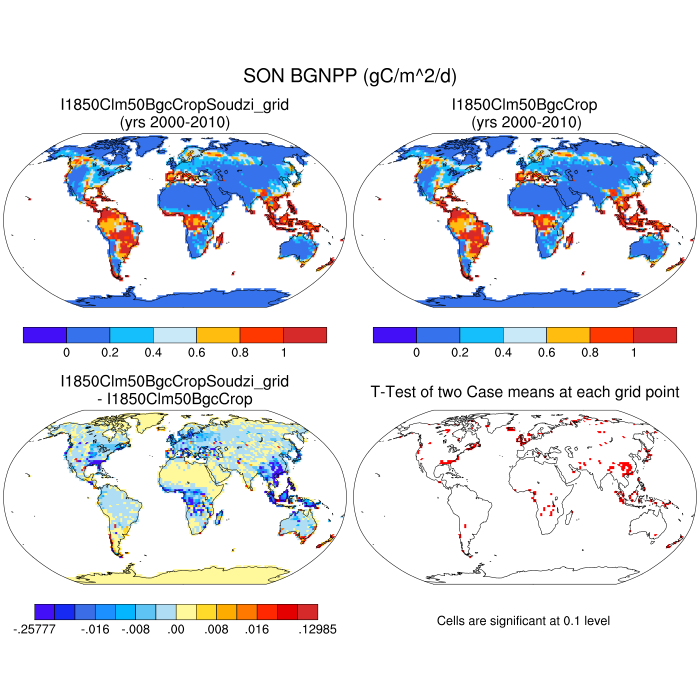 SON BGNPP (gC/m^2/d)
I1850Clm50BgcCropSoudzi_grid
(yrs 2000-2010)
I1850Clm50BgcCrop
(yrs 2000-2010)
0 0.2 0.4 0.6 0.8 1
0 0.2 0.4 0.6 0.8 1
I1850Clm50BgcCropSoudzi_grid
- I1850Clm50BgcCrop
T-Test of two Case means at each grid point
-.25777 -.016 -.008 .00 .008 .016 .12985
Cells are significant at 0.1 level